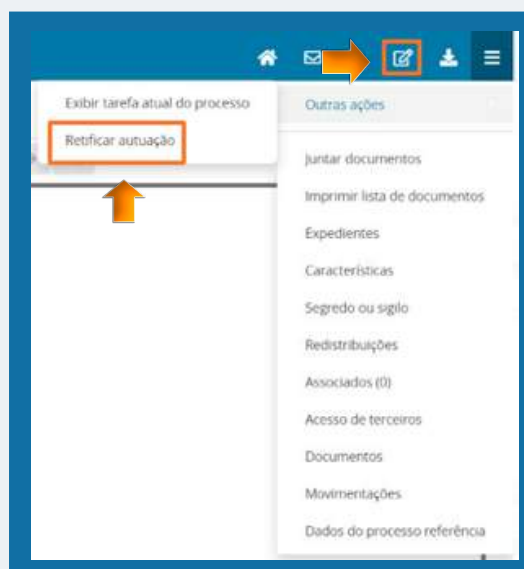 Exibir tarefa atual do processo
Retificar autuação
Outras ações
Juntar documentos
Imprimir lista de documentos
Expedientes
Características
Segredo ou sigilo
Redistribuições
Associados (0)
Acesso de terceiros
Documentos
Movimentações
Dados do processo referência